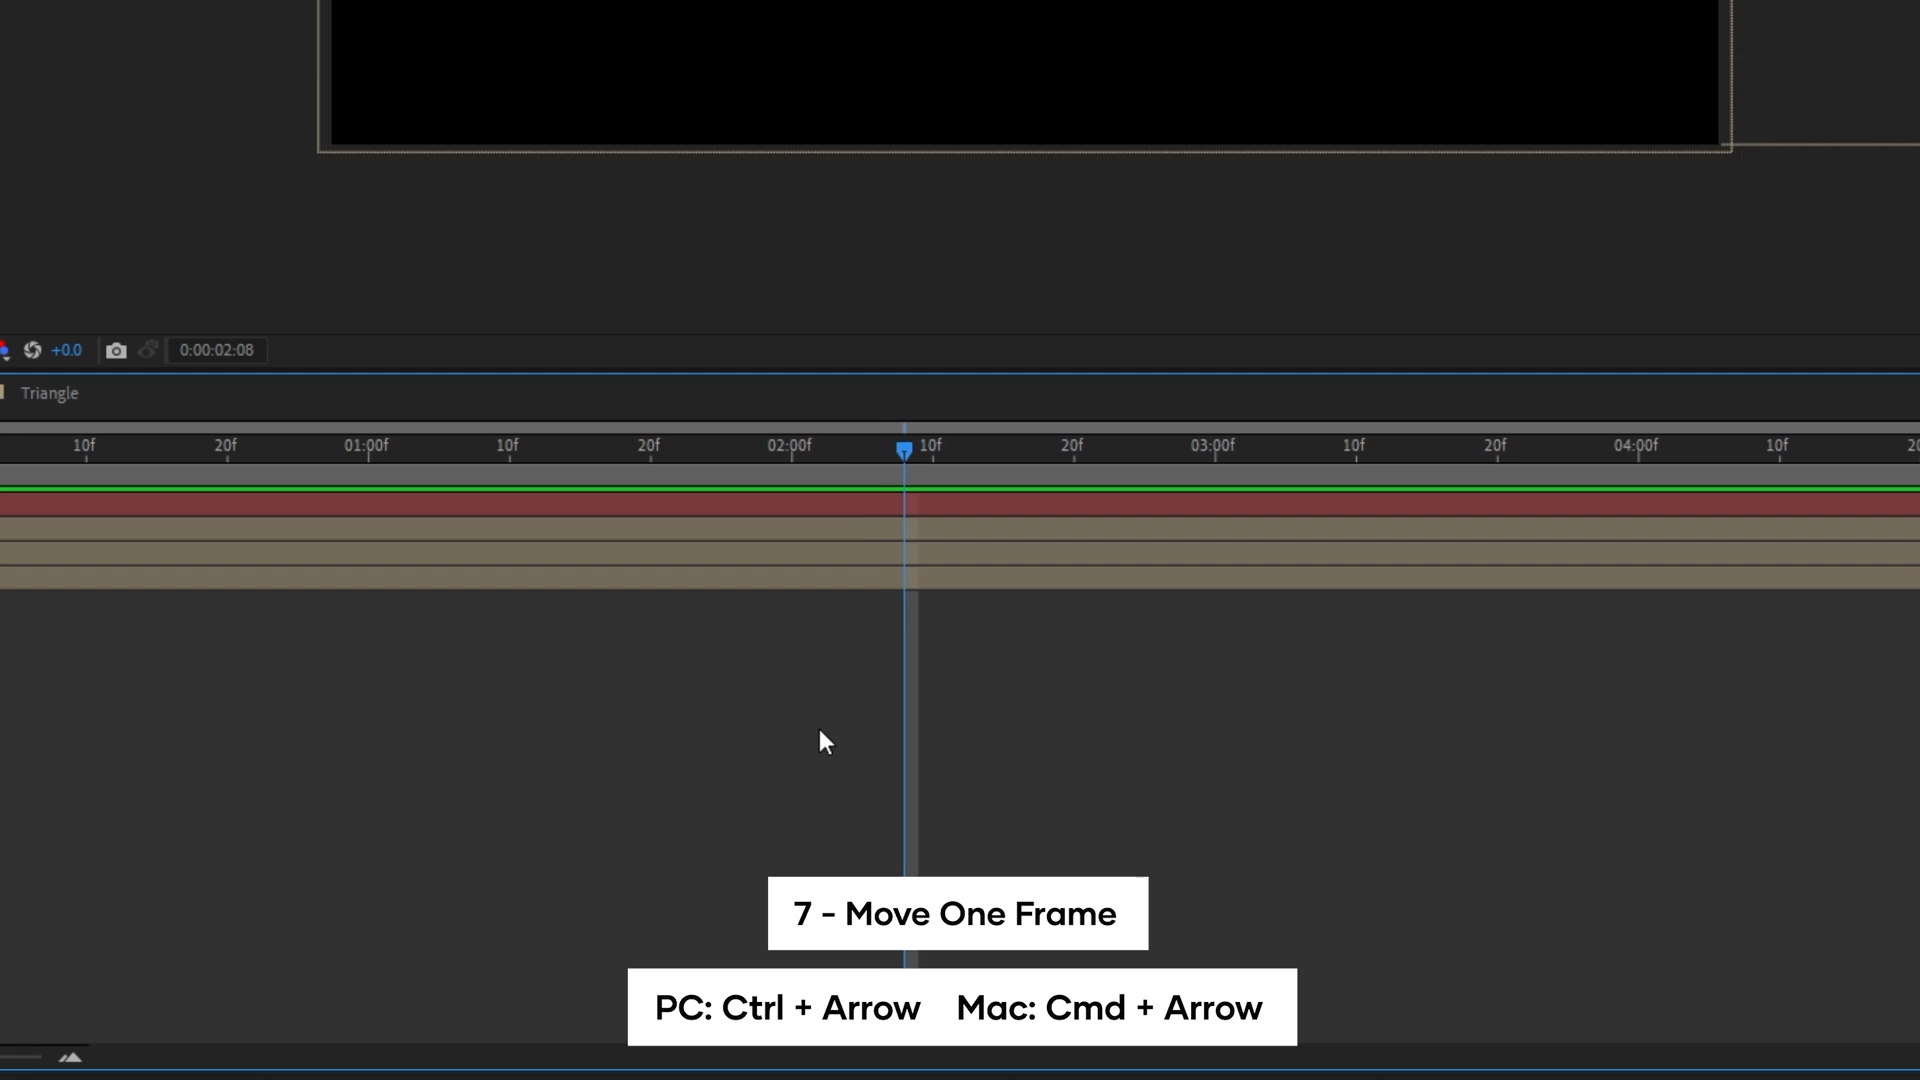 +0.0 0:00:02:08
Triangle
10f 20f 01:00f 10f 20f 02:00f 10f 20f 03:00f 10f 20f 04:00f 10f
7 - Move One Frame
PC: Ctrl + Arrow Mac: Cmd + Arrow